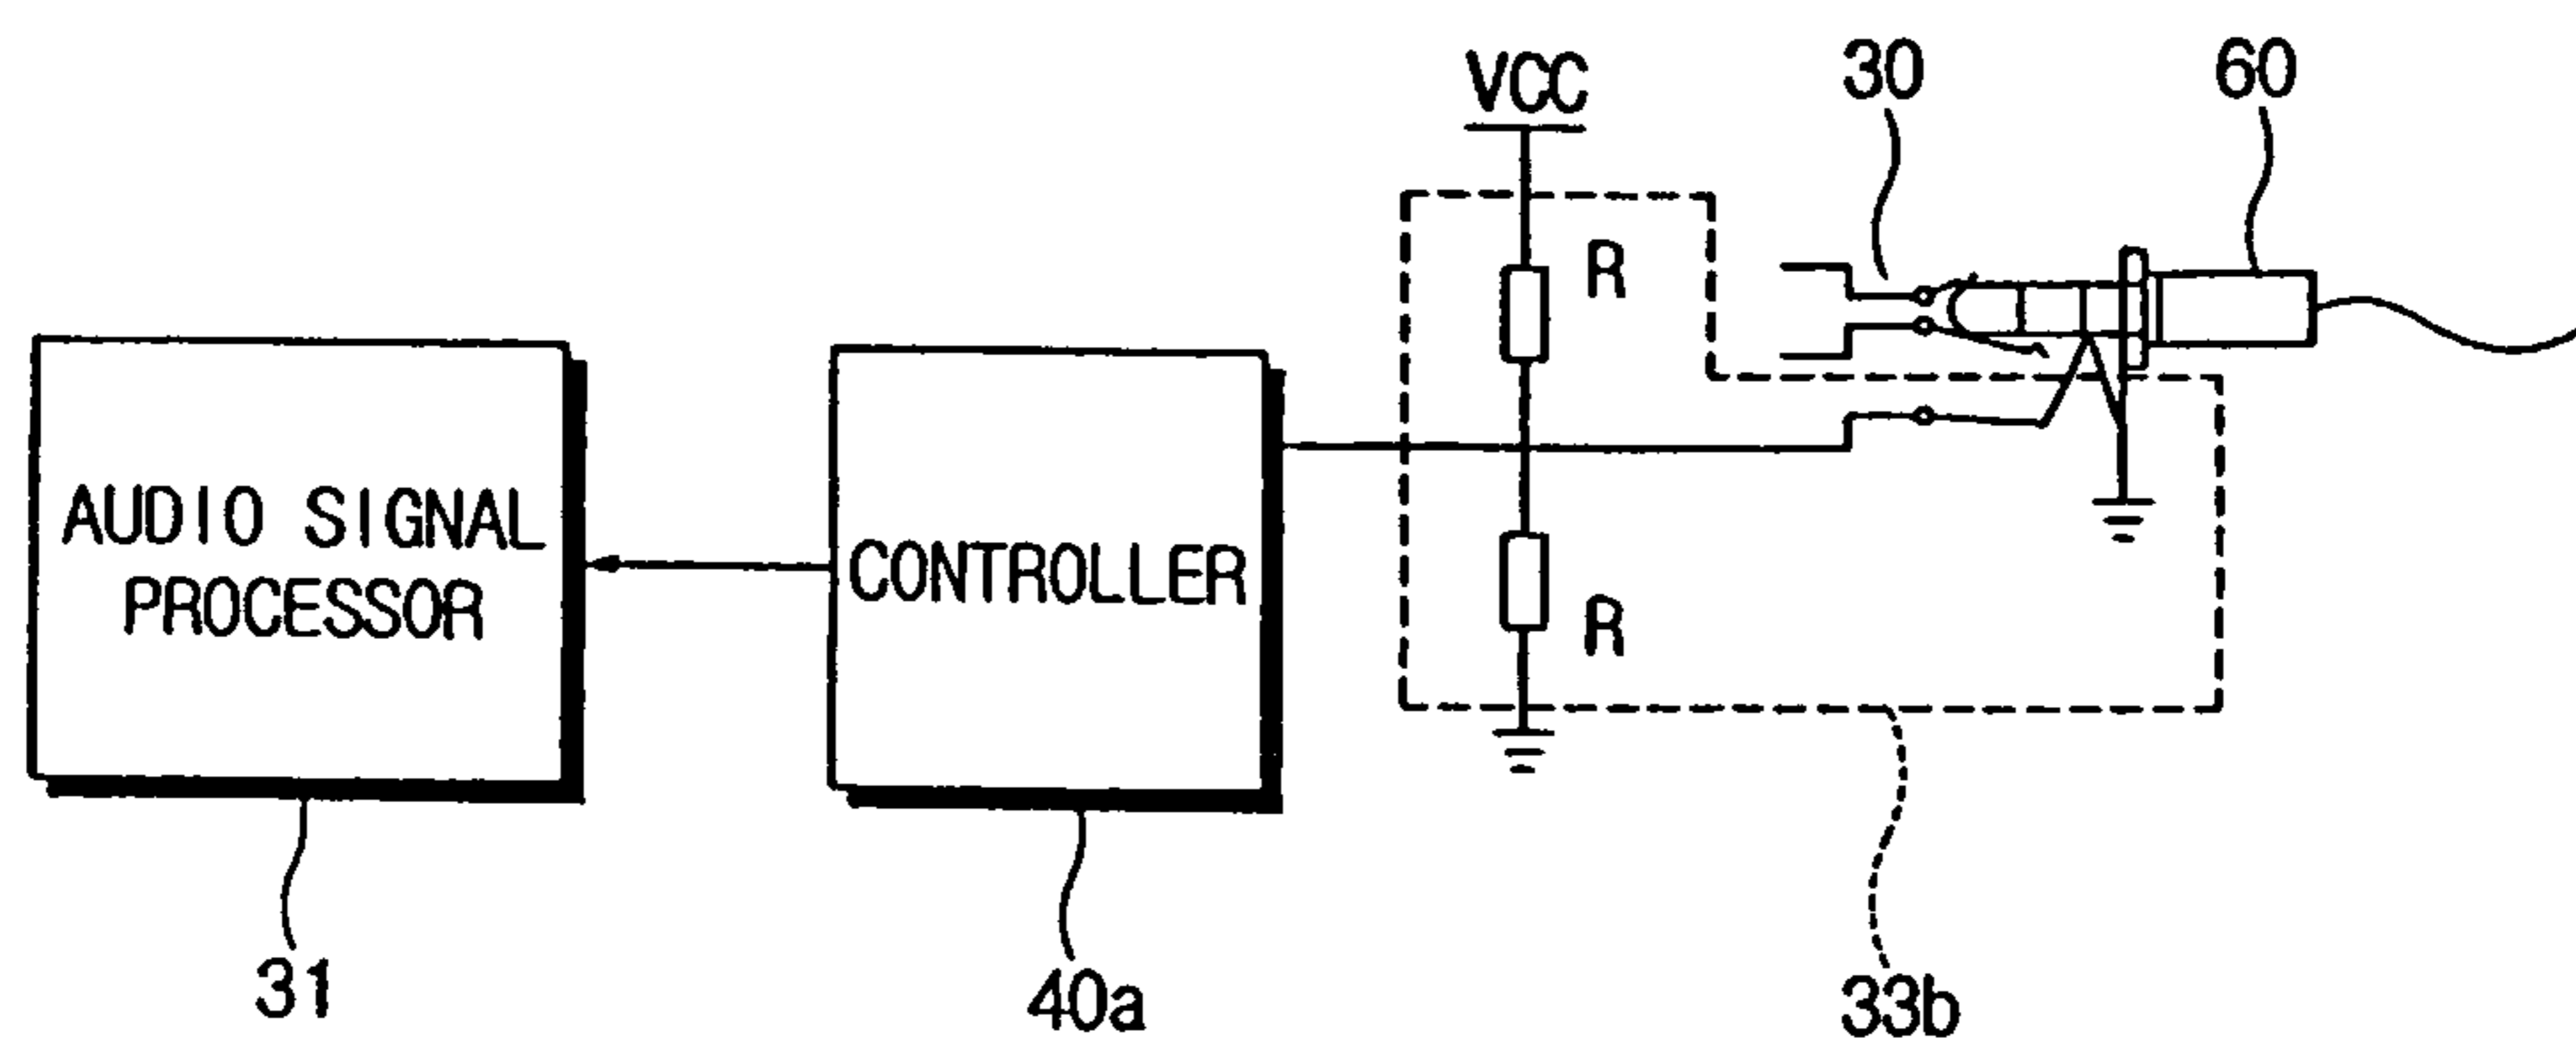 VCC
30
60
R
AUDIO SIGNAL
PROCESSOR
CONTROLLER
R
31
40a
33b